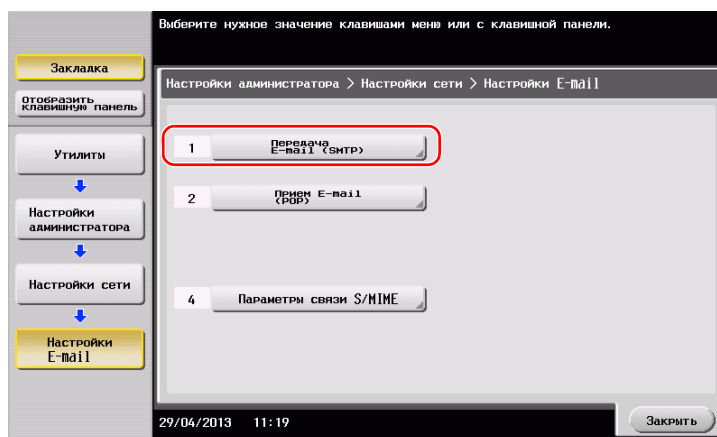 Выберите нужное значение клавишами меню или с клавишной панели.
Закладка
Отобразить
клавишную панель
Настройки администратора > Настройки сети > Настройки E-mail
Утилиты
1 Передача
E-mail (SMTP)
2 Прием E-mail
(POP)
Настройки
администратора
Настройки сети
4 Параметры связи S/MIME
Настройки
E-mail
29/04/2013 11:19
Закрыть